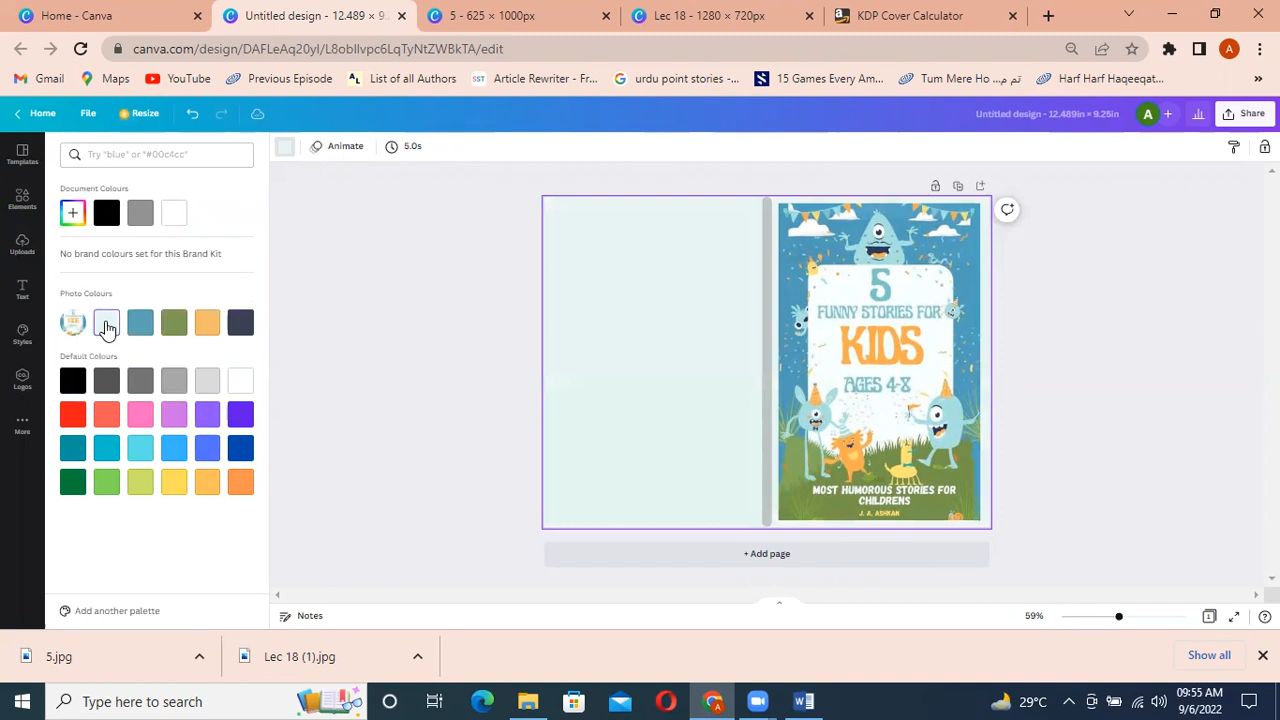 Home - Canva
Untitled design - 12.489 × 9.
5 - 625 × 1000px
Lec 18 - 1280 × 720px
KDP Cover Calculator
canva.com/design/DAFLeAq20yI/L8obIlvpc6LqTyNtZWBkTA/edit
A
Gmail
Maps
YouTube
Previous Episode
List of all Authors
Article Rewriter - Fr...
urdu point stories -...
15 Games Every Am...
Tum Mere Ho ... تم م
Harf Harf Haqeeqat...
»
Home
File
Resize
Untitled design - 12.489in × 9.25in
A
Share
Templates
Elements
Uploads
Text
Styles
Logos
More
Try "blue" or "#00c4cc"
Document Colours
No brand colours set for this Brand Kit
Photo Colours
Default Colours
Add another palette
Animate
5.0s
5
FUNNY STORIES FOR
KIDS
AGES 4-8
MOST HUMOROUS STORIES FOR
CHILDRENS
J. A. ASHKAN
+ Add page
Notes
59%
1
5.jpg
Lec 18 (1).jpg
Show all
Type here to search
29°C
09:55 AM
9/6/2022